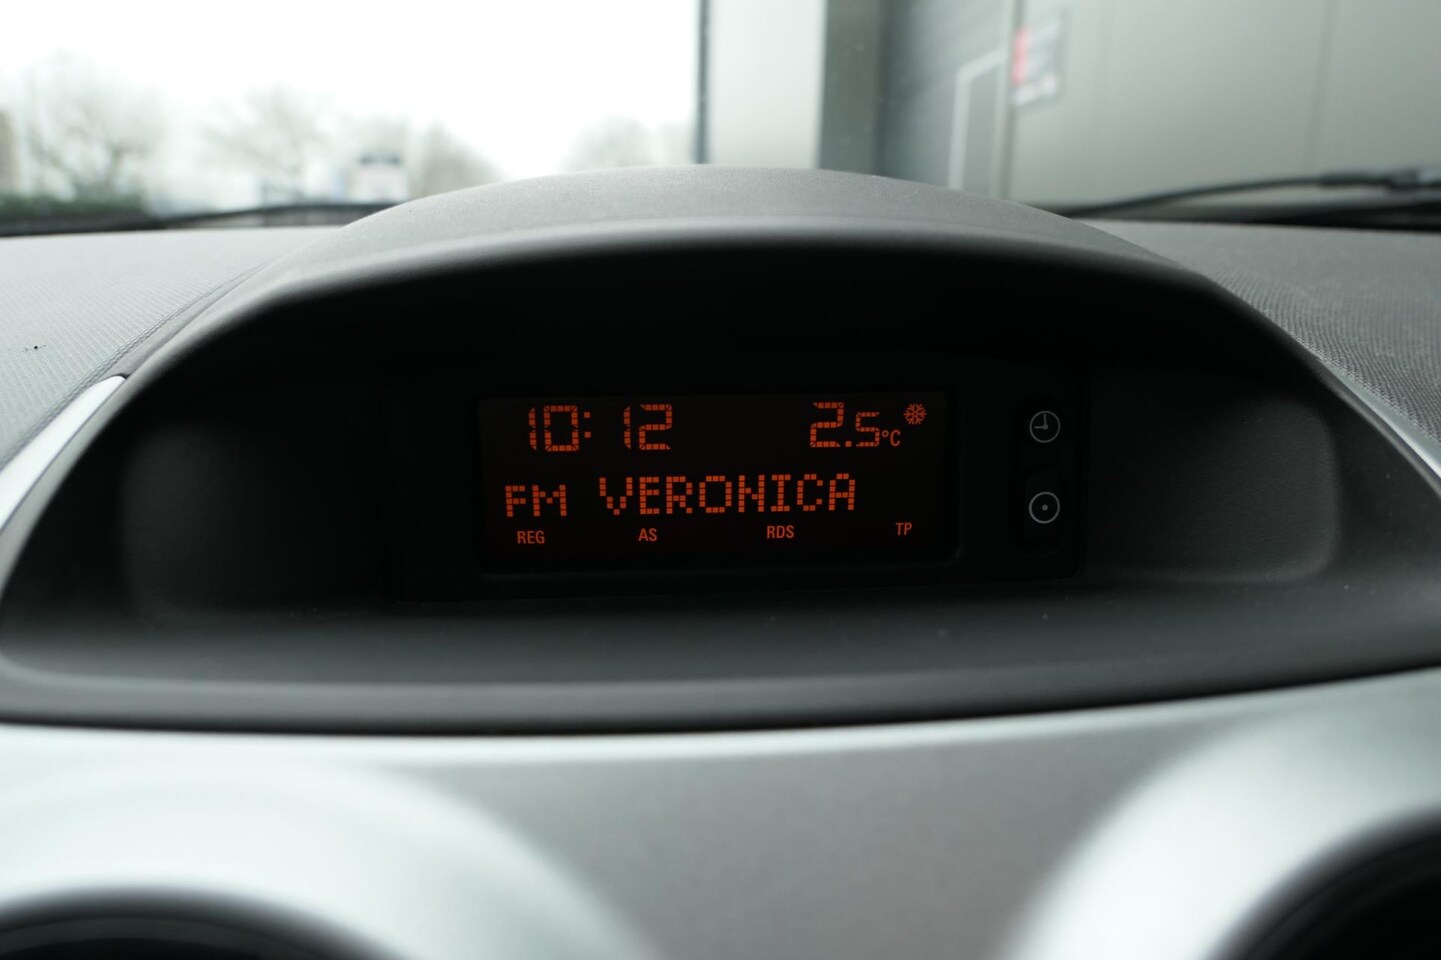 10:12 2.5°C
FM VERONICA
REG AS RDS TP